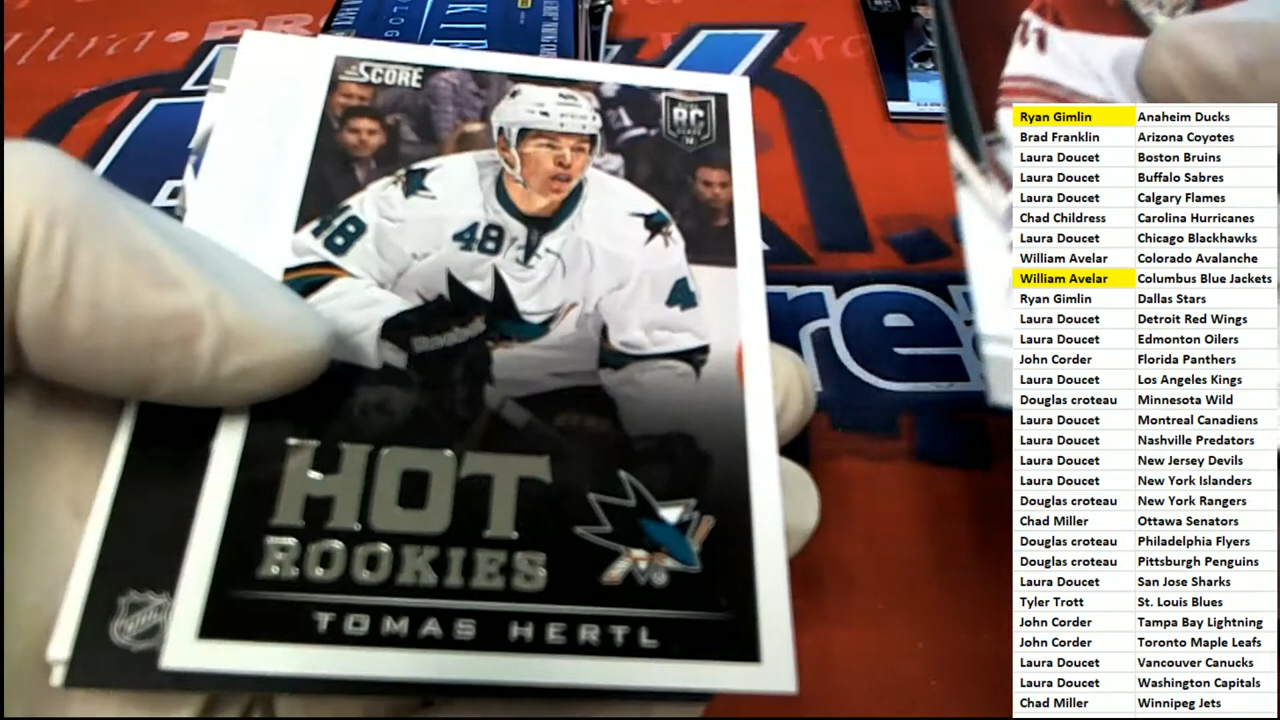 SCORE
RC
48
48
4
HOT
ROOKIES
TOMAS HERTL
NHL
re
Ryan Gimlin Anaheim Ducks
Brad Franklin Arizona Coyotes
Laura Doucet Boston Bruins
Laura Doucet Buffalo Sabres
Laura Doucet Calgary Flames
Chad Childress Carolina Hurricanes
Laura Doucet Chicago Blackhawks
William Avelar Colorado Avalanche
William Avelar Columbus Blue Jackets
Ryan Gimlin Dallas Stars
Laura Doucet Detroit Red Wings
Laura Doucet Edmonton Oilers
John Corder Florida Panthers
Laura Doucet Los Angeles Kings
Douglas croteau Minnesota Wild
Laura Doucet Montreal Canadiens
Laura Doucet Nashville Predators
Laura Doucet New Jersey Devils
Laura Doucet New York Islanders
Douglas croteau New York Rangers
Chad Miller Ottawa Senators
Douglas croteau Philadelphia Flyers
Douglas croteau Pittsburgh Penguins
Laura Doucet San Jose Sharks
Tyler Trott St. Louis Blues
John Corder Tampa Bay Lightning
John Corder Toronto Maple Leafs
Laura Doucet Vancouver Canucks
Laura Doucet Washington Capitals
Chad Miller Winnipeg Jets